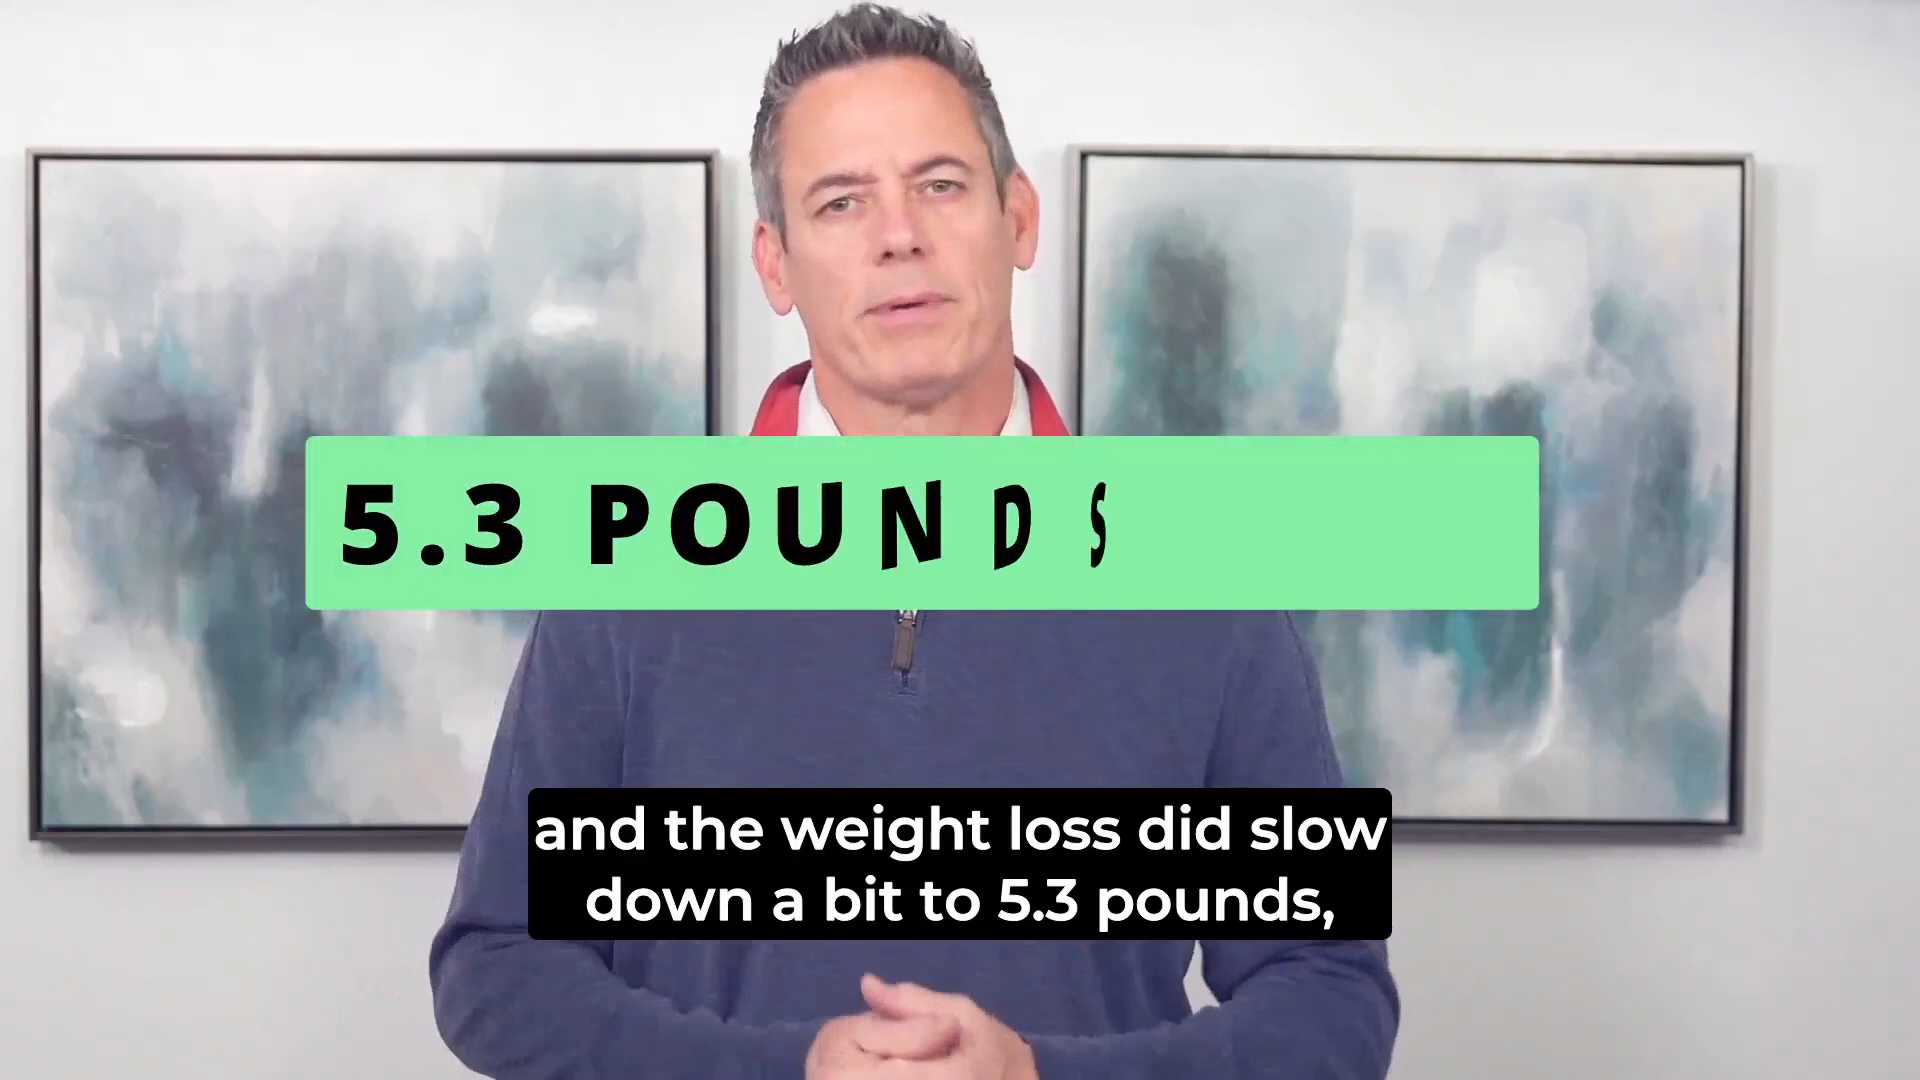 5.3 POUNDS
and the weight loss did slow
down a bit to 5.3 pounds,